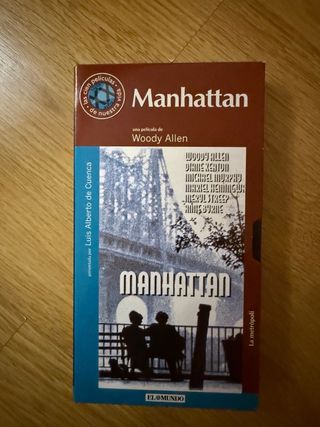 las cien películas
de nuestra vida
Manhattan
una película de
Woody Allen
presentada por Luis Alberto de Cuenca
WOODY ALLEN
DIANE KEATON
MICHAEL MURPHY
MARIEL HEMINGWAY
MERYL STREEP
ANNE BYRNE
MANHATTAN
La metrópoli
EL MUNDO